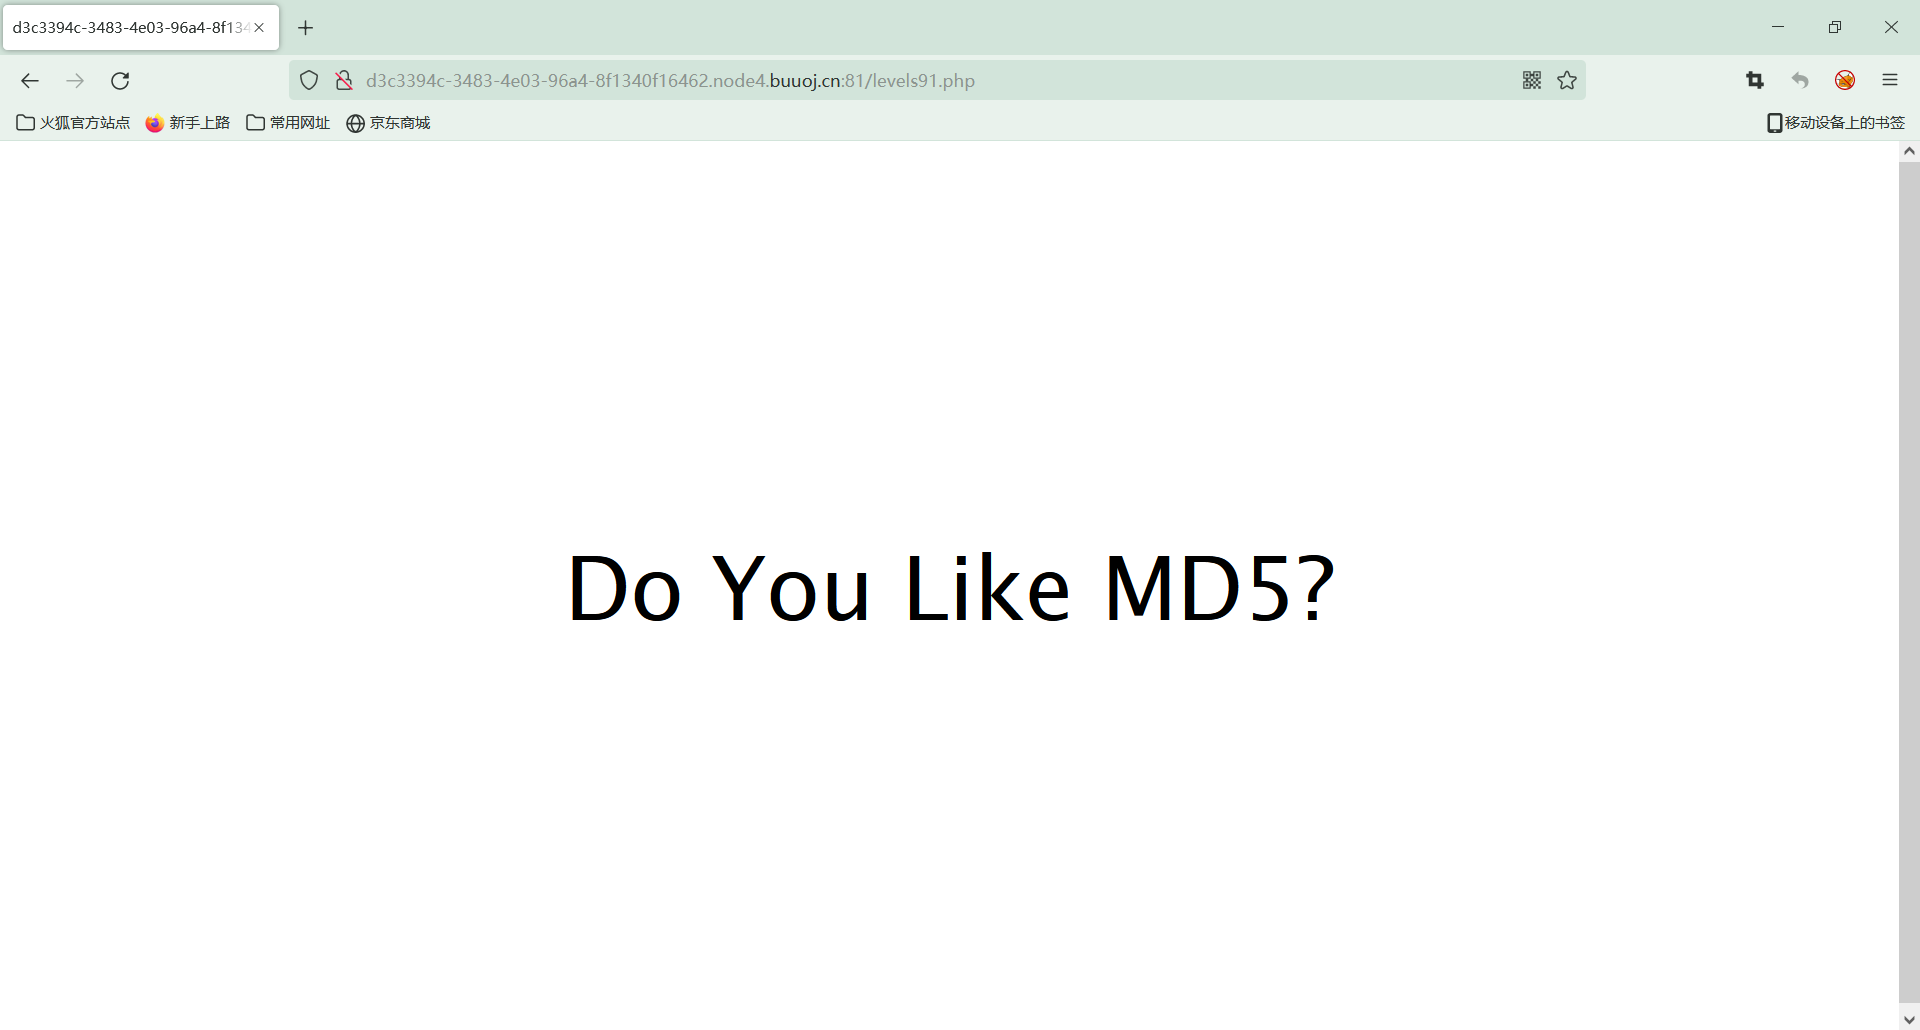 d3c3394c-3483-4e03-96a4-8f134
d3c3394c-3483-4e03-96a4-8f1340f16462.node4.buuoj.cn:81/levels91.php
火狐官方站点 新手上路 常用网址 京东商城 移动设备上的书签
Do You Like MD5?